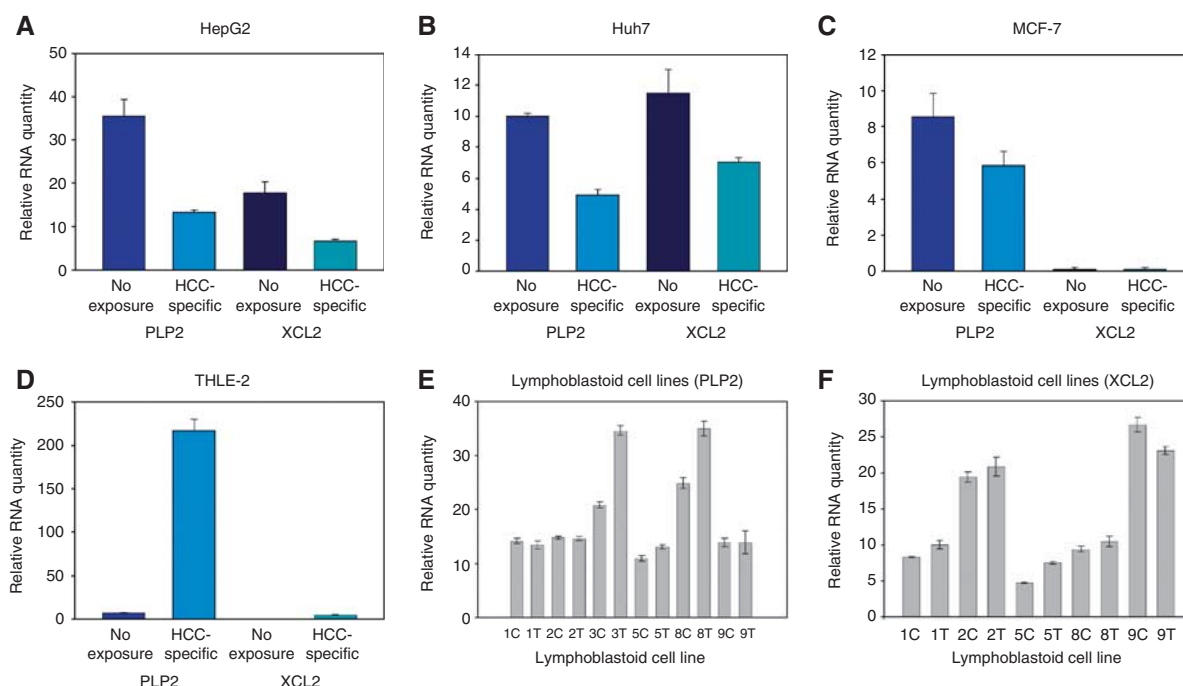 A
HepG2
Relative RNA quantity
50
40
30
20
10
0
No exposure
HCC-specific
No exposure
HCC-specific
PLP2
XCL2
B
Huh7
Relative RNA quantity
14
12
10
8
6
4
2
0
No exposure
HCC-specific
No exposure
HCC-specific
PLP2
XCL2
C
MCF-7
Relative RNA quantity
12
10
8
6
4
2
0
No exposure
HCC-specific
No exposure
HCC-specific
PLP2
XCL2
D
THLE-2
Relative RNA quantity
250
200
150
100
50
0
No exposure
HCC-specific
No exposure
HCC-specific
PLP2
XCL2
E
Lymphoblastoid cell lines (PLP2)
Relative RNA quantity
40
30
20
10
0
1C 1T 2C 2T 3C 3T 5C 5T 8C 8T 9C 9T
Lymphoblastoid cell line
F
Lymphoblastoid cell lines (XCL2)
Relative RNA quantity
30
25
20
15
10
5
0
1C 1T 2C 2T 5C 5T 8C 8T 9C 9T
Lymphoblastoid cell line